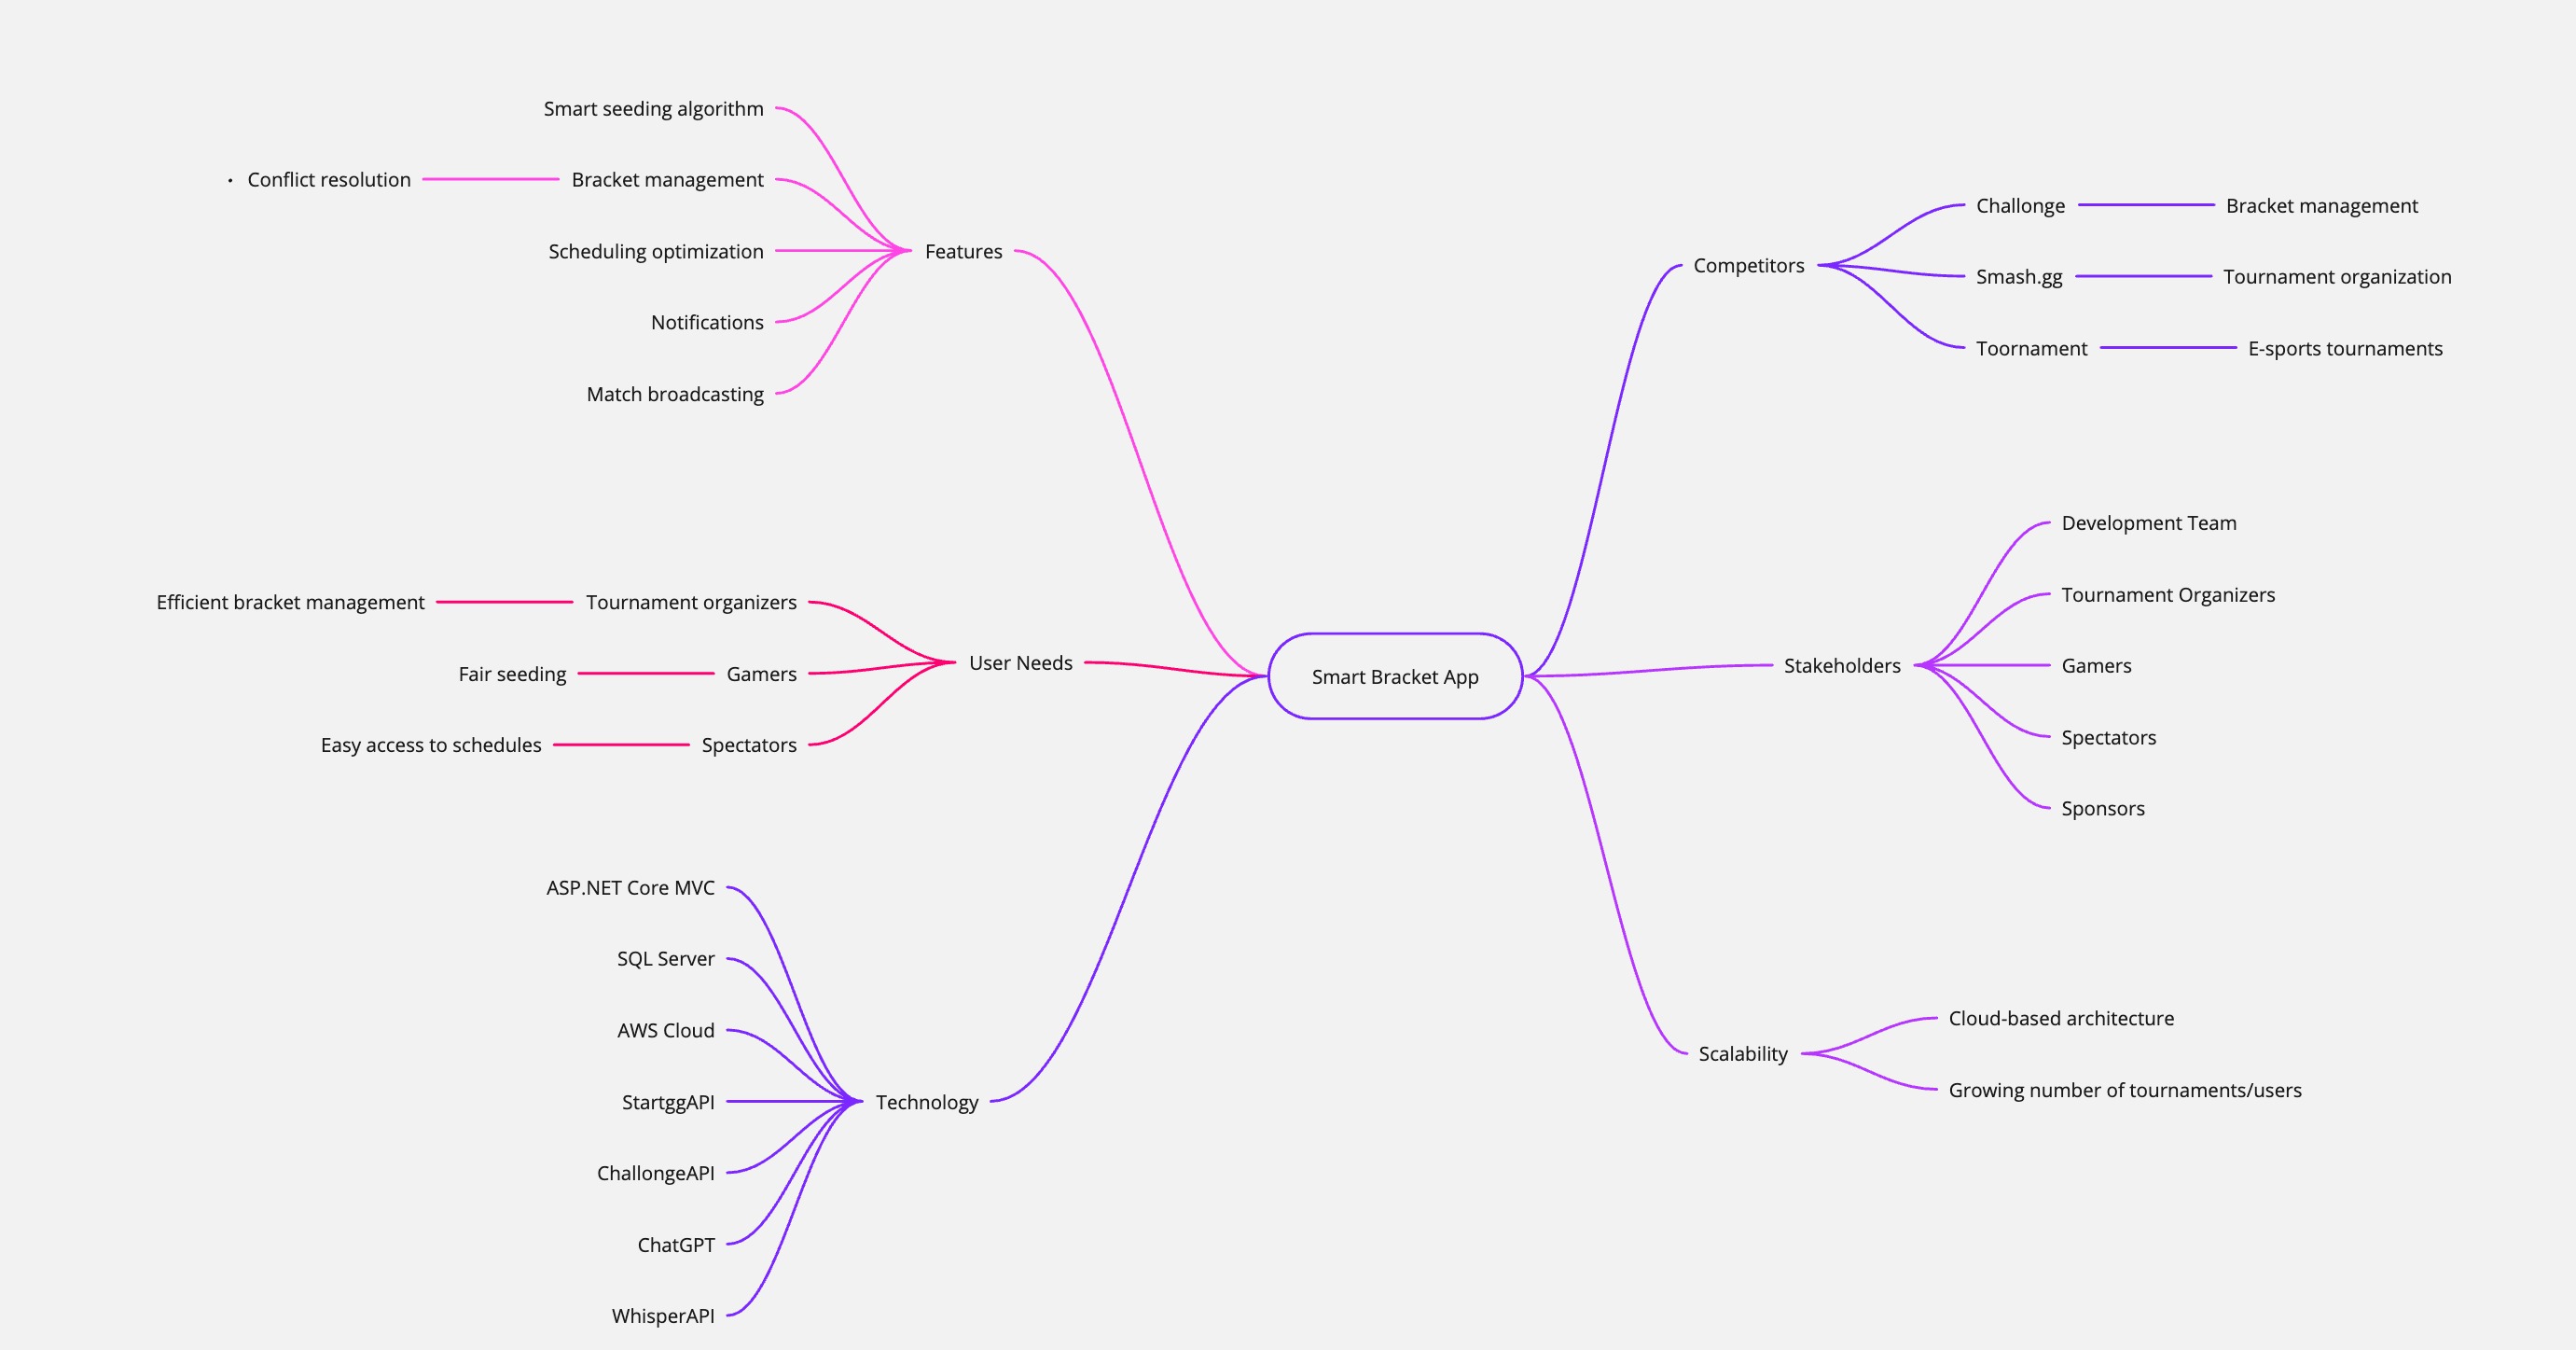 Smart seeding algorithm
· Conflict resolution
Bracket management
Scheduling optimization
Features
Notifications
Match broadcasting
Efficient bracket management
Tournament organizers
User Needs
Fair seeding
Gamers
Easy access to schedules
Spectators
ASP.NET Core MVC
SQL Server
AWS Cloud
StartggAPI
Technology
ChallongeAPI
ChatGPT
WhisperAPI
Smart Bracket App
Competitors
Challonge
Bracket management
Smash.gg
Tournament organization
Toornament
E-sports tournaments
Development Team
Tournament Organizers
Stakeholders
Gamers
Spectators
Sponsors
Cloud-based architecture
Scalability
Growing number of tournaments/users